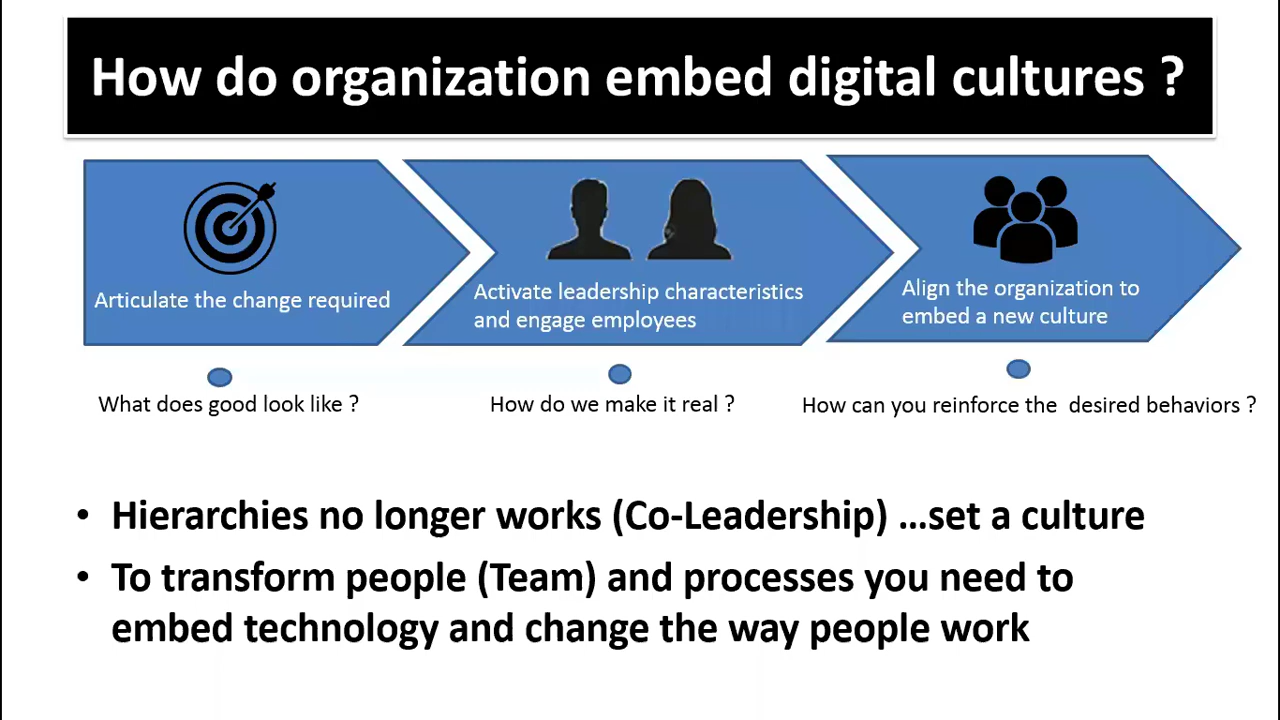 How do organization embed digital cultures ?
Articulate the change required
Activate leadership characteristics
and engage employees
Align the organization to
embed a new culture
What does good look like ?
How do we make it real ?
How can you reinforce the desired behaviors ?
• Hierarchies no longer works (Co-Leadership) ...set a culture
• To transform people (Team) and processes you need to
embed technology and change the way people work